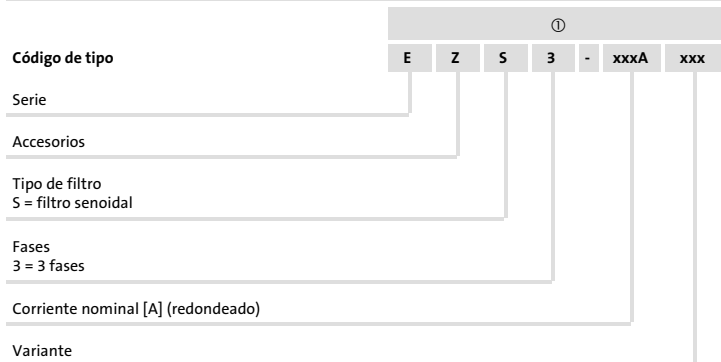 ①
Código de tipo E Z S 3 - xxxA xxx
Serie
Accesorios
Tipo de filtro
S = filtro senoidal
Fases
3 = 3 fases
Corriente nominal [A] (redondeado)
Variante